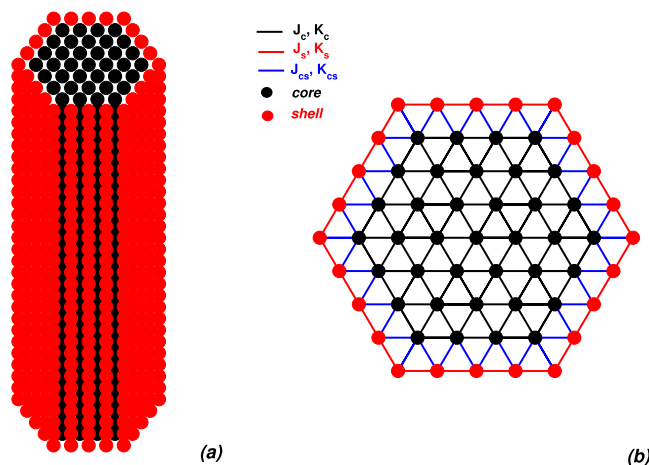 J_c, K_c
J_s, K_s
J_cs, K_cs
core
shell
(a)
(b)